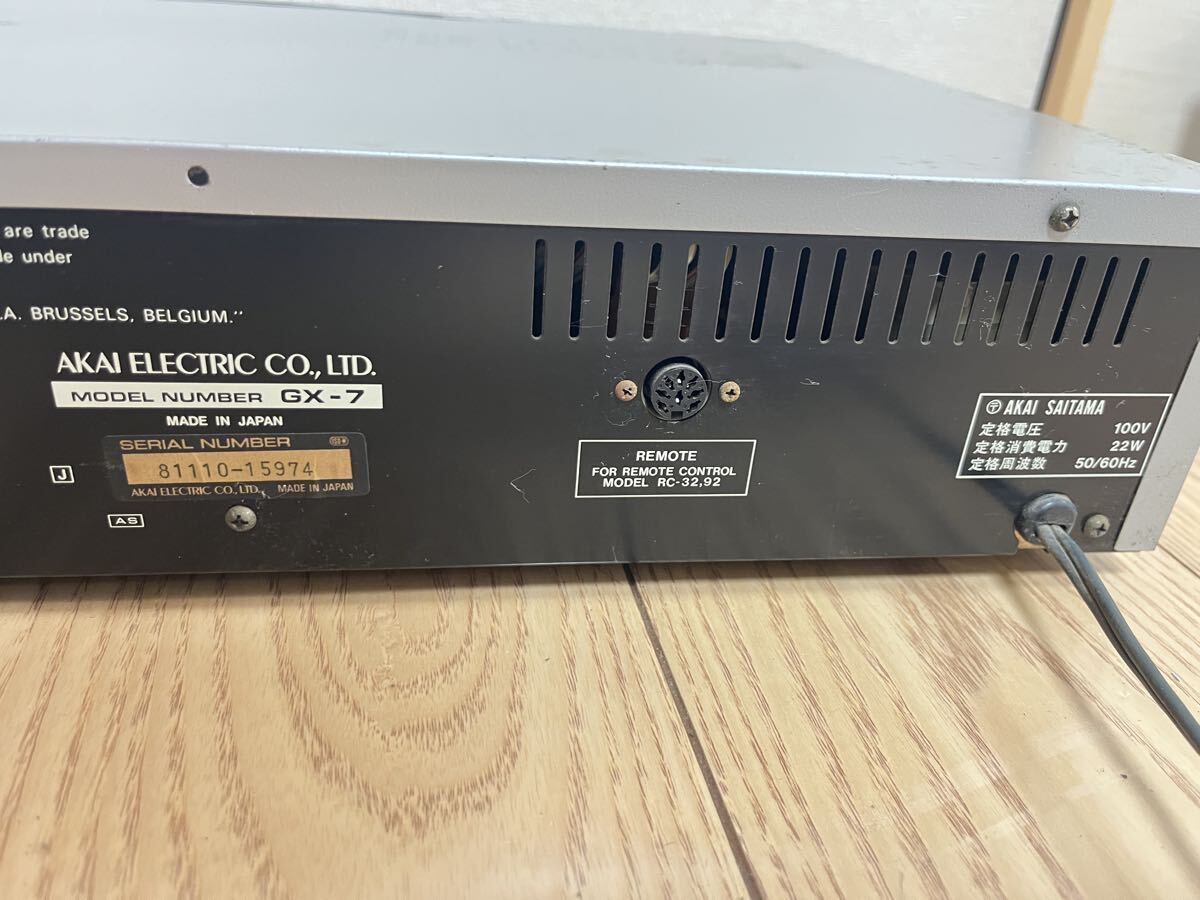 are trade
le under
.A. BRUSSELS, BELGIUM."
AKAI ELECTRIC CO., LTD.
MODEL NUMBER GX-7
MADE IN JAPAN
SERIAL NUMBER
81110-15974
AKAI ELECTRIC CO., LTD. MADE IN JAPAN
J
AS
REMOTE
FOR REMOTE CONTROL
MODEL RC-32,92
〶 AKAI SAITAMA
定格電圧 100V
定格消費電力 22W
定格周波数 50/60Hz